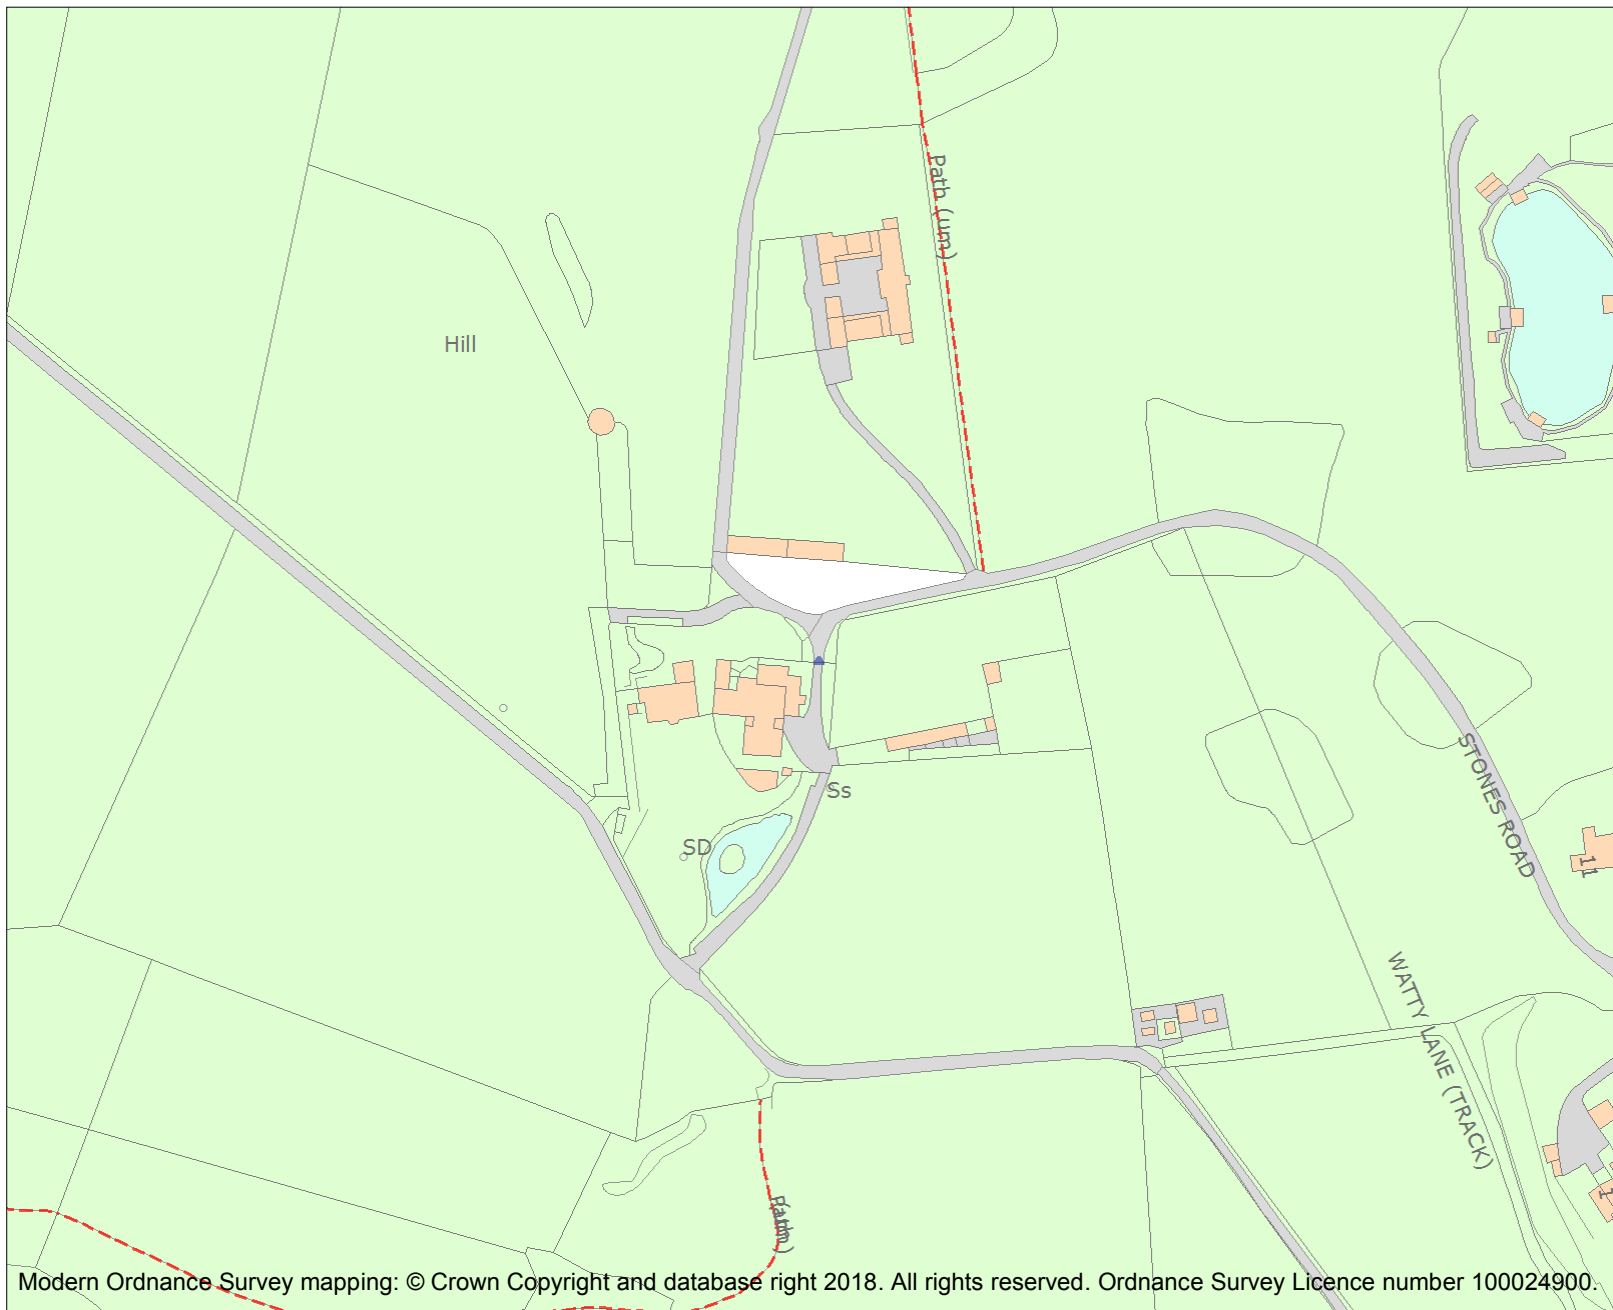 Path (um)
Hill
STONES ROAD
Ss
SD
11
WATTY LANE (TRACK)
1
Modern Ordnance Survey mapping: © Crown Copyright and database right 2018. All rights reserved. Ordnance Survey Licence number 100024900.